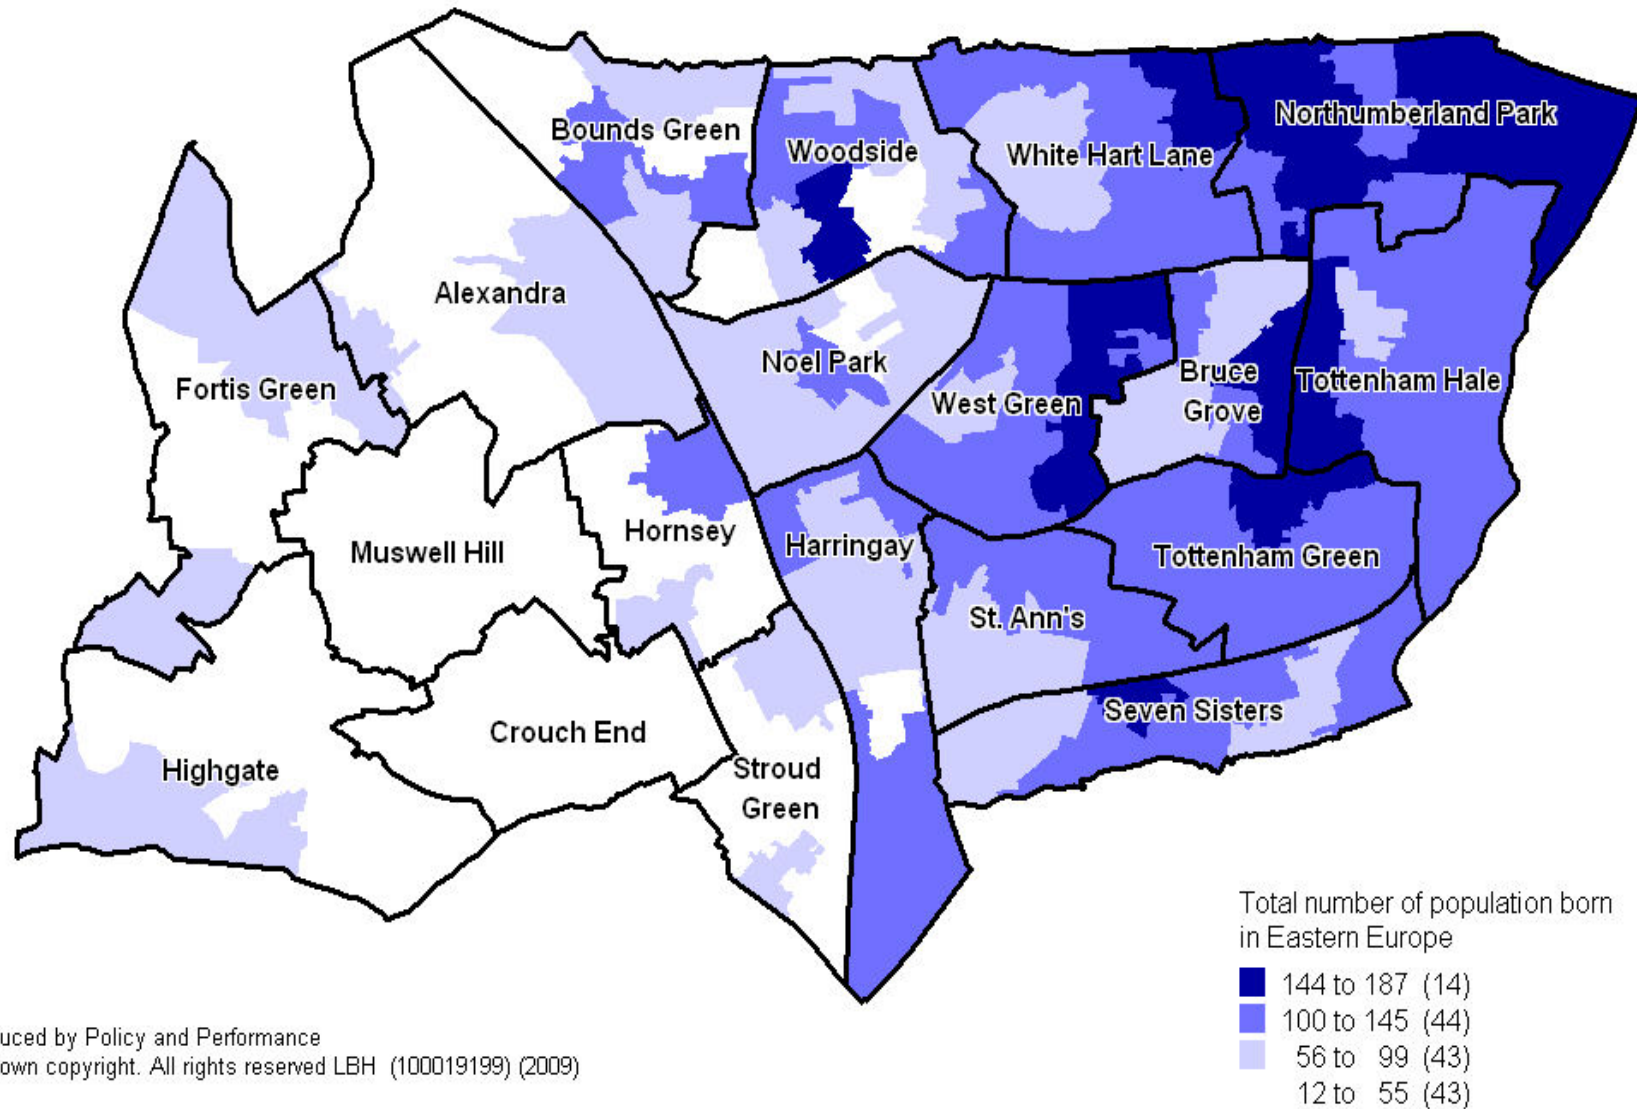 Northumberland Park
Bounds Green
Woodside
White Hart Lane
Alexandra
Noel Park
Bruce
Grove
Tottenham Hale
Fortis Green
West Green
Hornsey
Harringay
Muswell Hill
Tottenham Green
St. Ann's
Seven Sisters
Crouch End
Highgate
Stroud
Green
Total number of population born
in Eastern Europe
144 to 187 (14)
100 to 145 (44)
56 to 99 (43)
12 to 55 (43)
uced by Policy and Performance
own copyright. All rights reserved LBH (100019199) (2009)